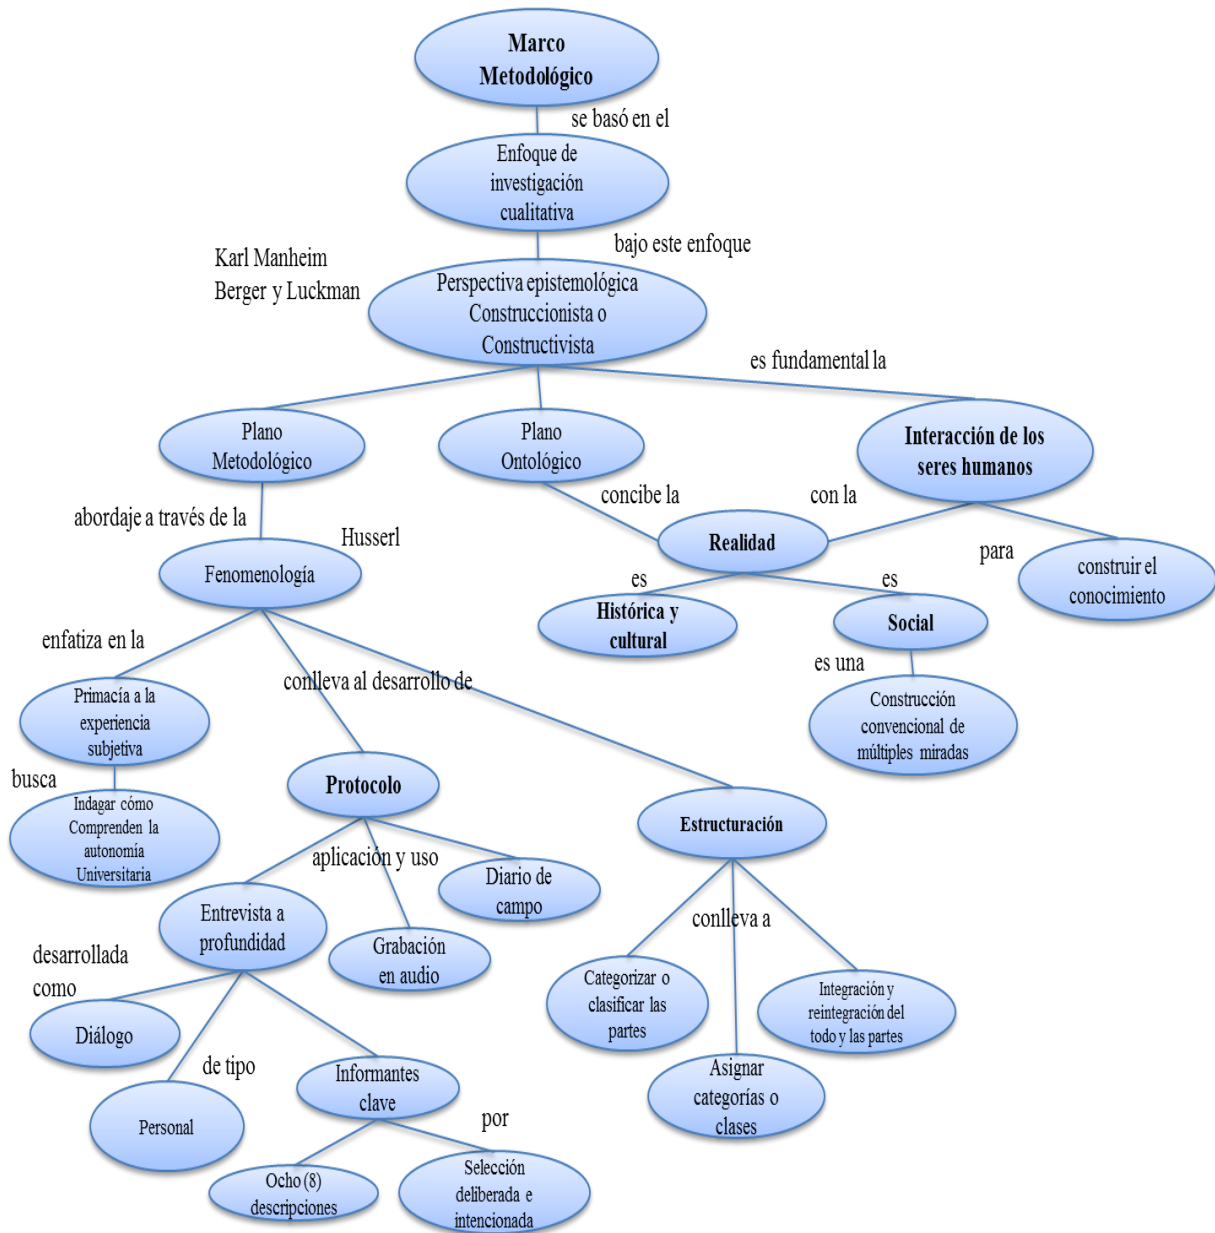 Marco
Metodológico
se basó en el
Enfoque de
investigación
cualitativa
bajo este enfoque
Karl Manheim
Berger y Luckman
Perspectiva epistemológica
Construccionista o
Constructivista
es fundamental la
Plano
Metodológico
Plano
Ontológico
Interacción de los
seres humanos
abordaje a través de la
concibe la
con la
Husserl
Realidad
para
Fenomenología
construir el
conocimiento
es
es
Histórica y
cultural
Social
enfatiza en la
es una
conlleva al desarrollo de
Primacía a la
experiencia
subjetiva
Construcción
convencional de
múltiples miradas
busca
Protocolo
Indagar cómo
Comprenden la
autonomía
Universitaria
Estructuración
aplicación y uso
Diario de
campo
Entrevista a
profundidad
conlleva a
Grabación
en audio
desarrollada
como
Categorizar o
clasificar las
partes
Integración y
reintegración del
todo y las partes
Diálogo
de tipo
Informantes
clave
Asignar
categorías o
clases
Personal
por
Ocho (8)
descripciones
Selección
deliberada e
intencionada